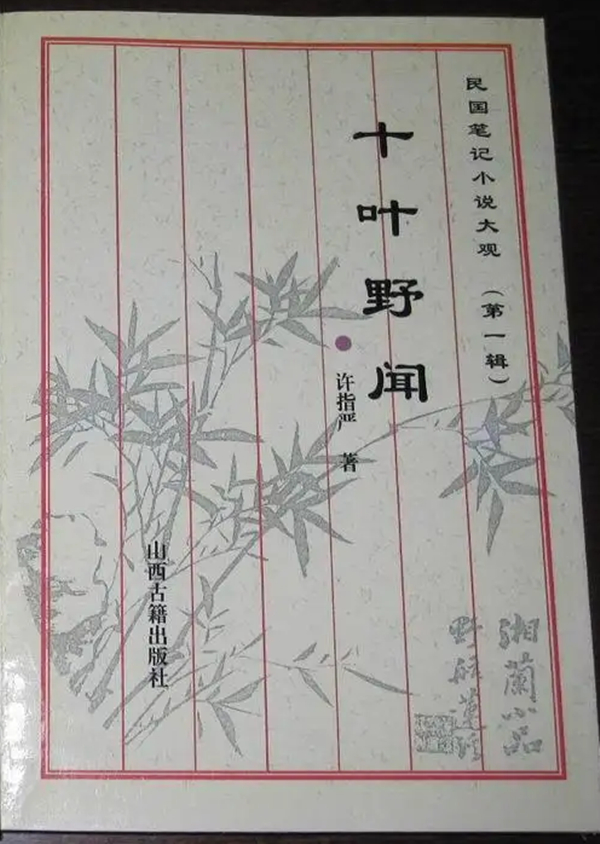 民国笔记小说大观 (第一辑)
十叶野闻
许指严 著
山西古籍出版社
湘兰小品